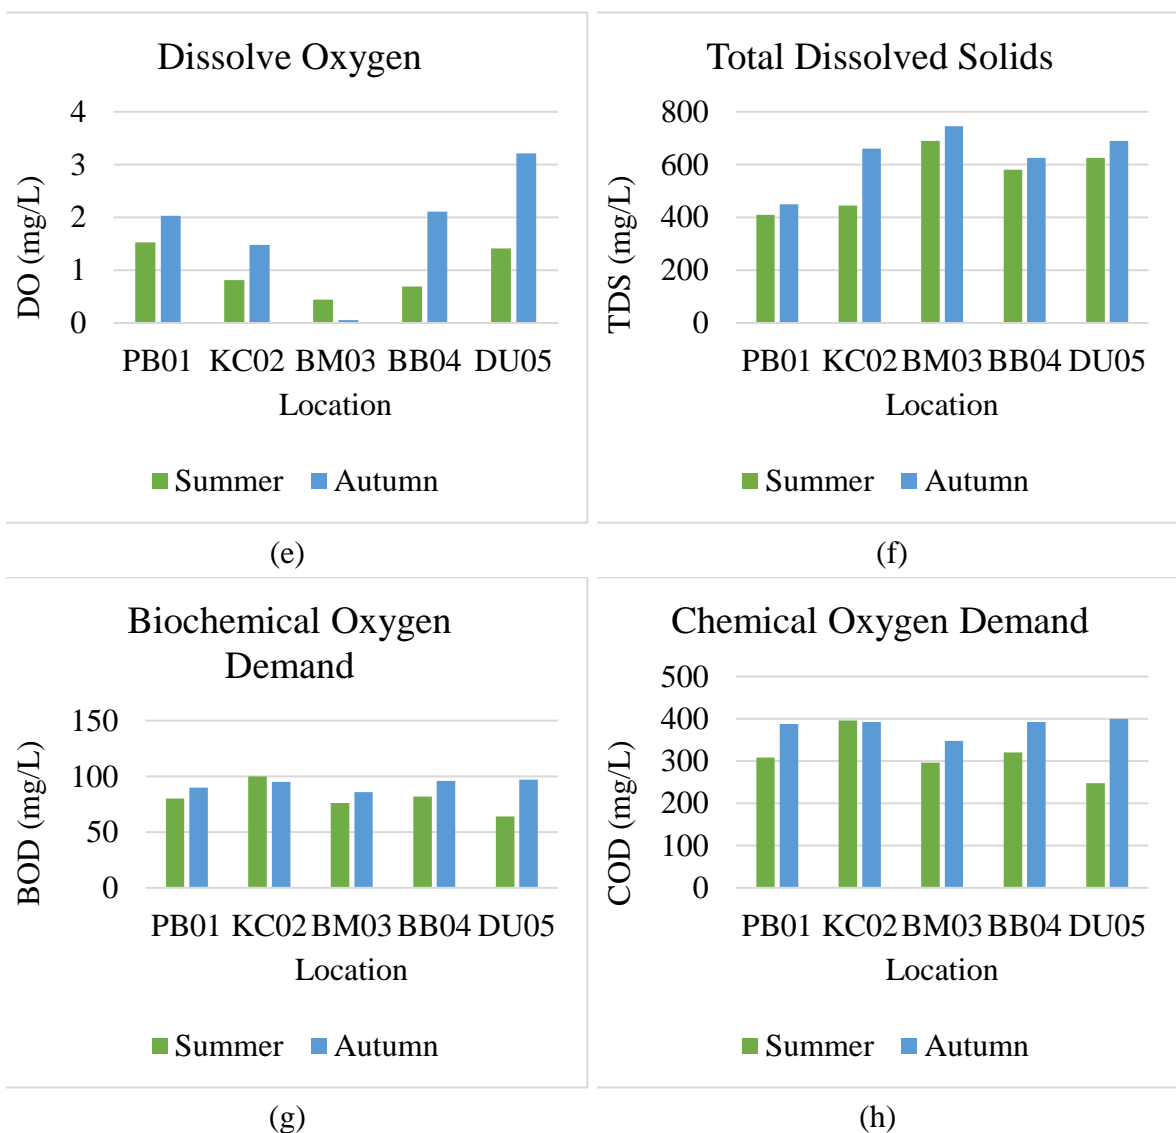 Dissolve Oxygen
4
3
2
1
0
DO (mg/L)
PB01 KC02 BM03 BB04 DU05
Location
Summer Autumn
(e)
Total Dissolved Solids
800
600
400
200
0
TDS (mg/L)
PB01 KC02 BM03 BB04 DU05
Location
Summer Autumn
(f)
Biochemical Oxygen
Demand
150
100
50
0
BOD (mg/L)
PB01 KC02 BM03 BB04 DU05
Location
Summer Autumn
(g)
Chemical Oxygen Demand
500
400
300
200
100
0
COD (mg/L)
PB01 KC02 BM03 BB04 DU05
Location
Summer Autumn
(h)